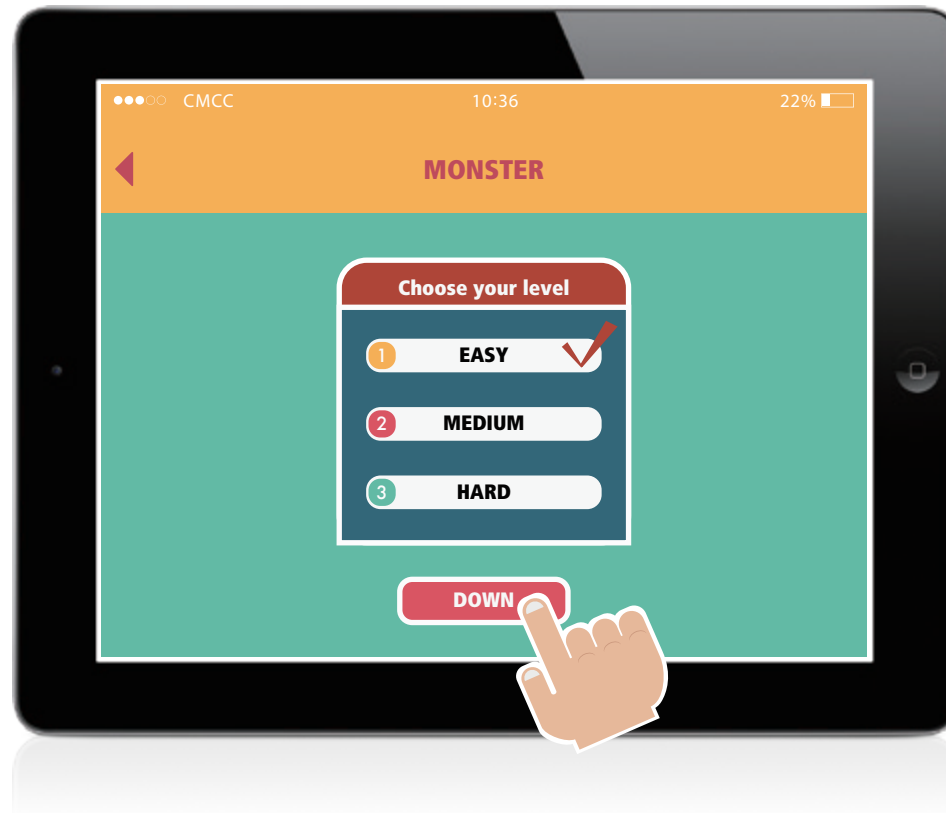 CMCC
10:36
22%
MONSTER
Choose your level
1 EASY
2 MEDIUM
3 HARD
DOWN